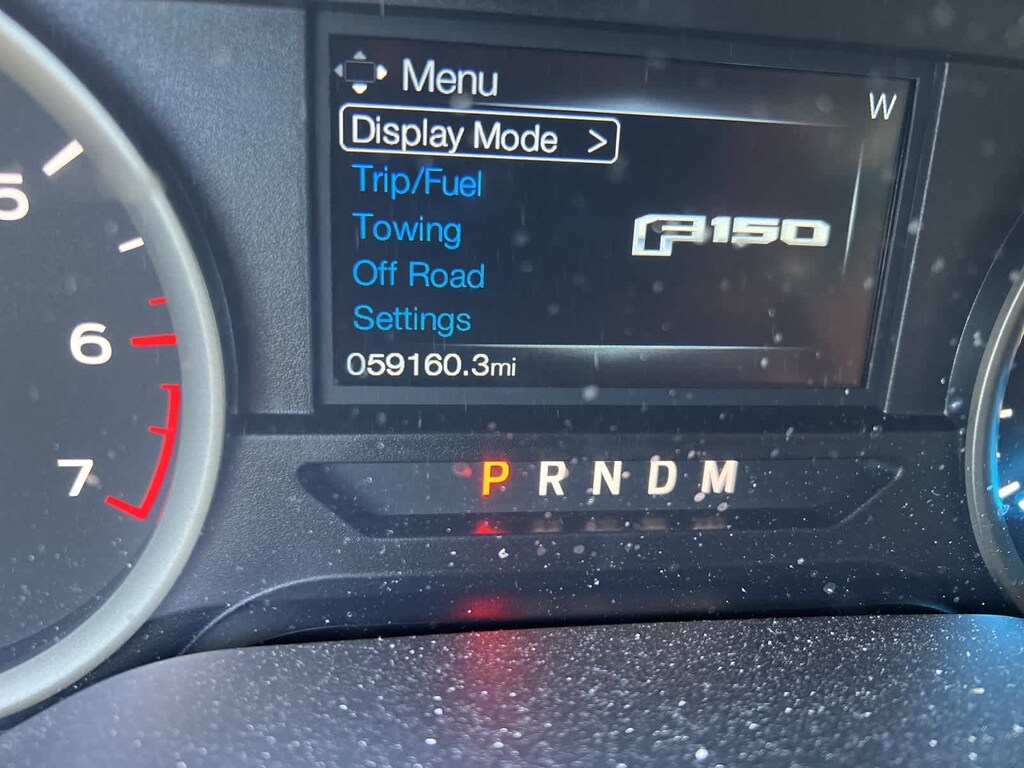 Menu
W
Display Mode >
Trip/Fuel
Towing
F150
Off Road
Settings
059160.3mi
5
6
7
P R N D M